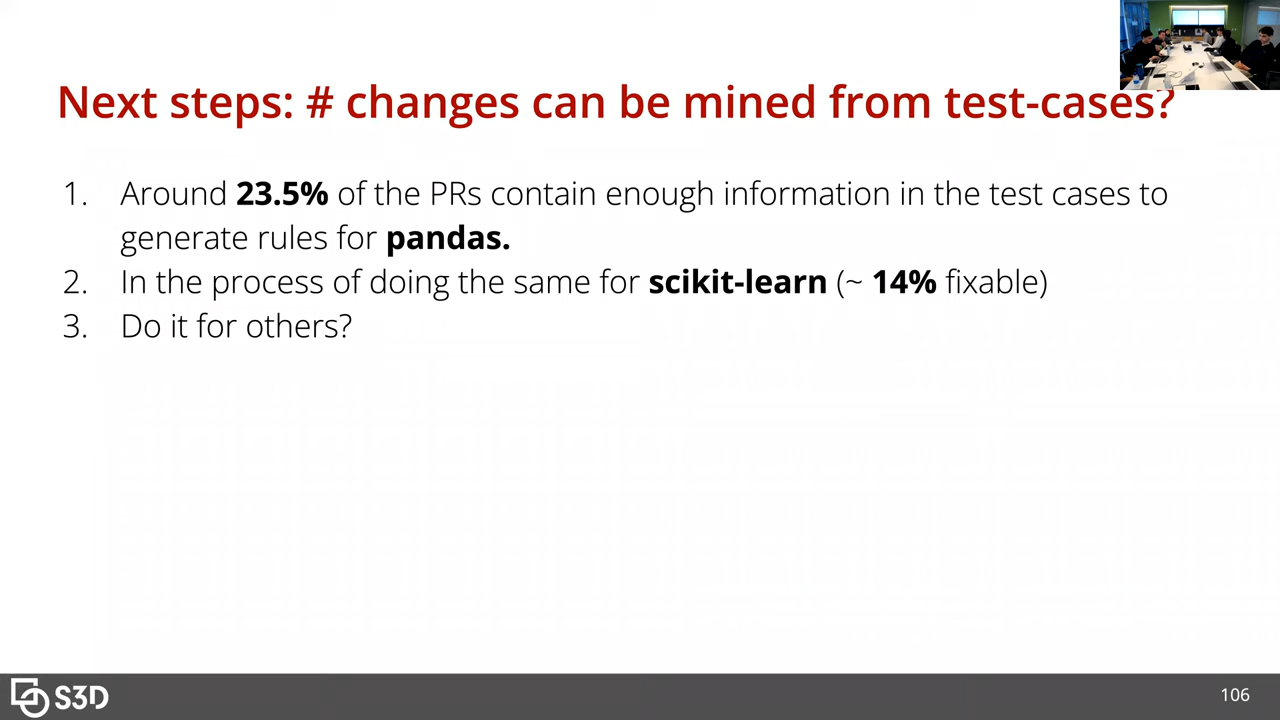 Next steps: # changes can be mined from test-cases?
1. Around 23.5% of the PRs contain enough information in the test cases to
generate rules for pandas.
2. In the process of doing the same for scikit-learn (~ 14% fixable)
3. Do it for others?
S3D
106